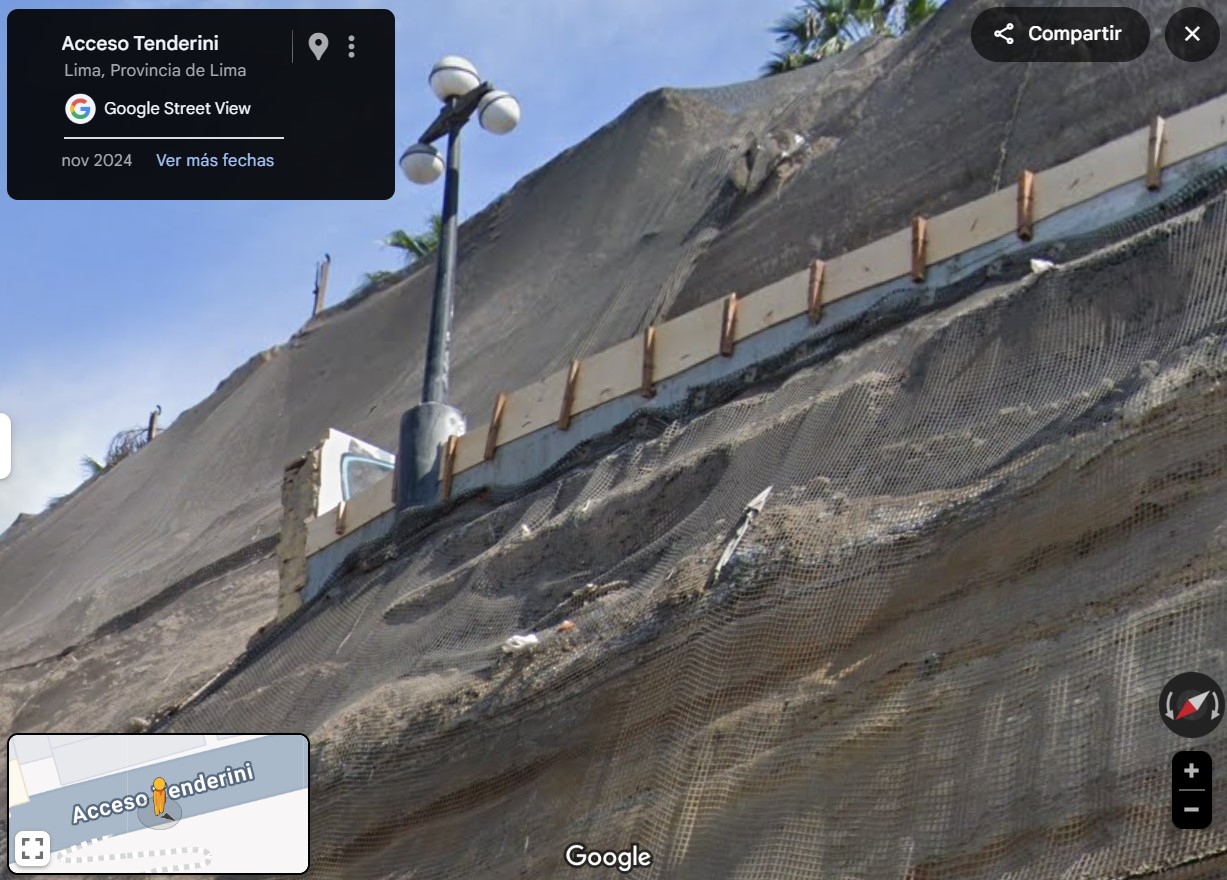 Acceso Tenderini
Lima, Provincia de Lima
Google Street View
nov 2024 Ver más fechas
Compartir
Acceso Tenderini
Google